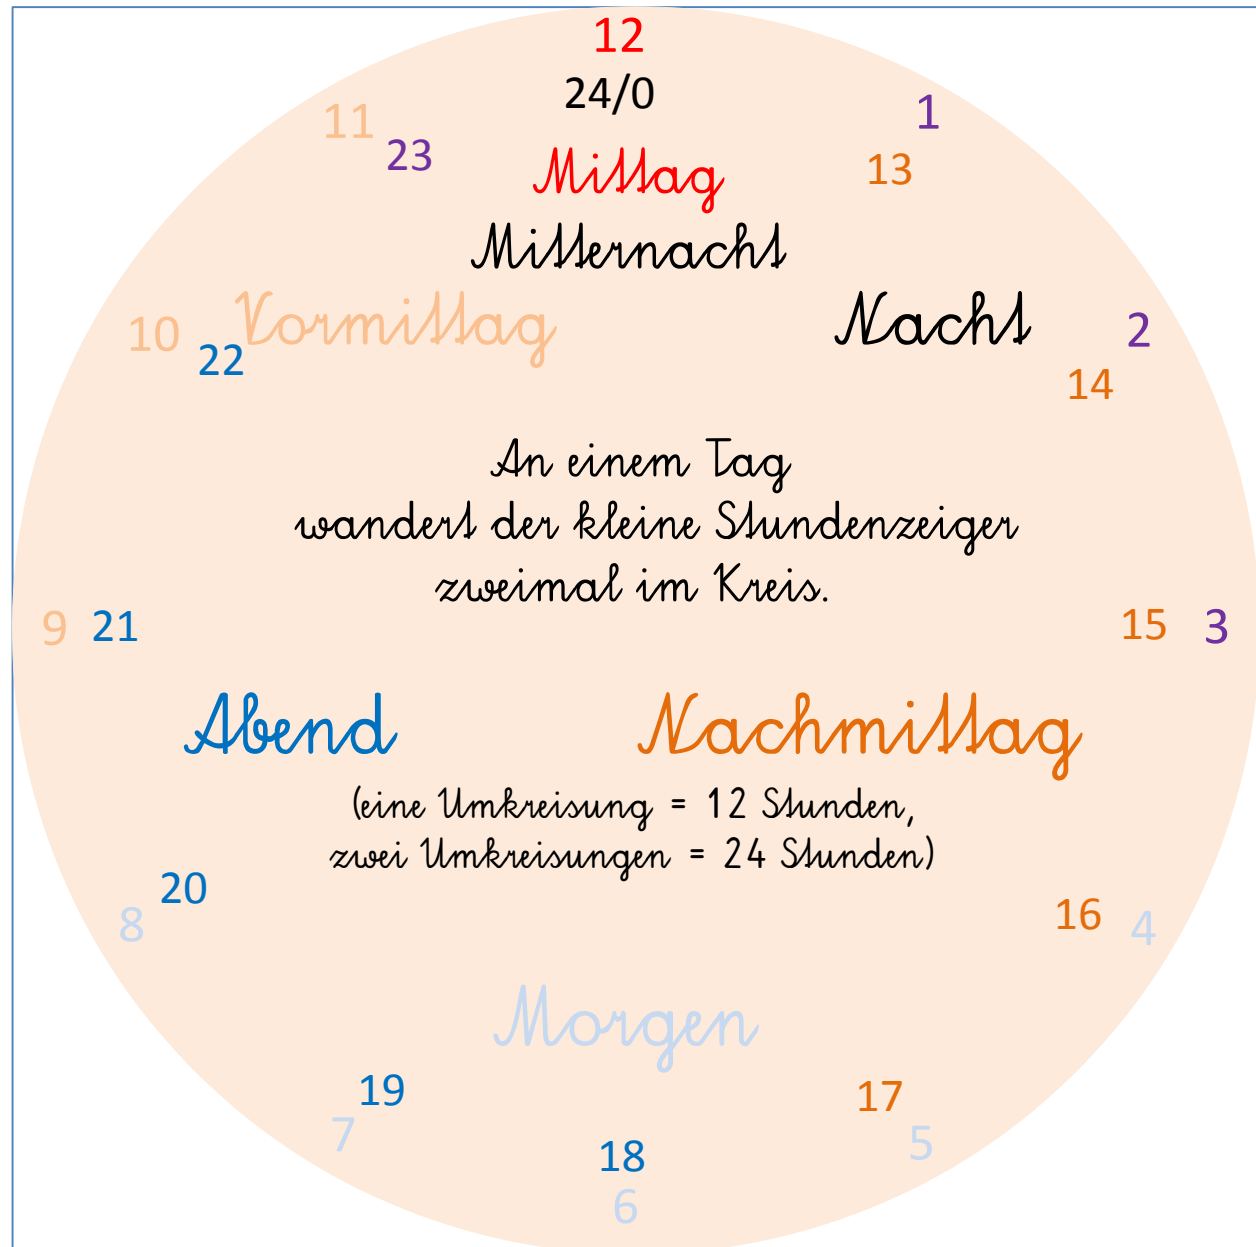 12
24/0
11
1
23
13
Mittag
Mitternacht
Vormittag
Nacht
10
2
22
14
An einem Tag
wandert der kleine Stundenzeiger
zweimal im Kreis.
9 21
15 3
Abend
Nachmittag
(eine Umkreisung = 12 Stunden,
zwei Umkreisungen = 24 Stunden)
20
16
8
4
Morgen
19
17
7
5
18
6